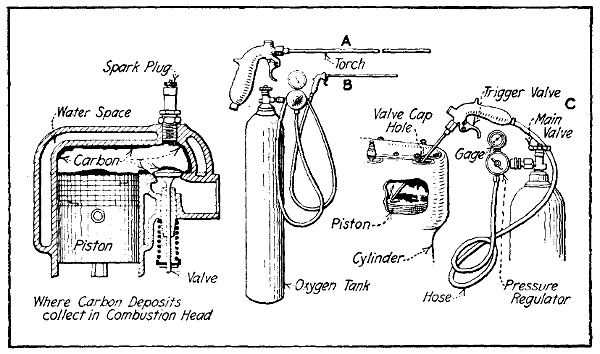 Spark Plug
Water Space
Carbon
Piston
Valve
Where Carbon Deposits
collect in Combustion Head
A
Torch
B
Oxygen Tank
C
Trigger Valve
Valve Cap
Hole
Main
Valve
Gage
Piston
Cylinder
Hose
Pressure
Regulator